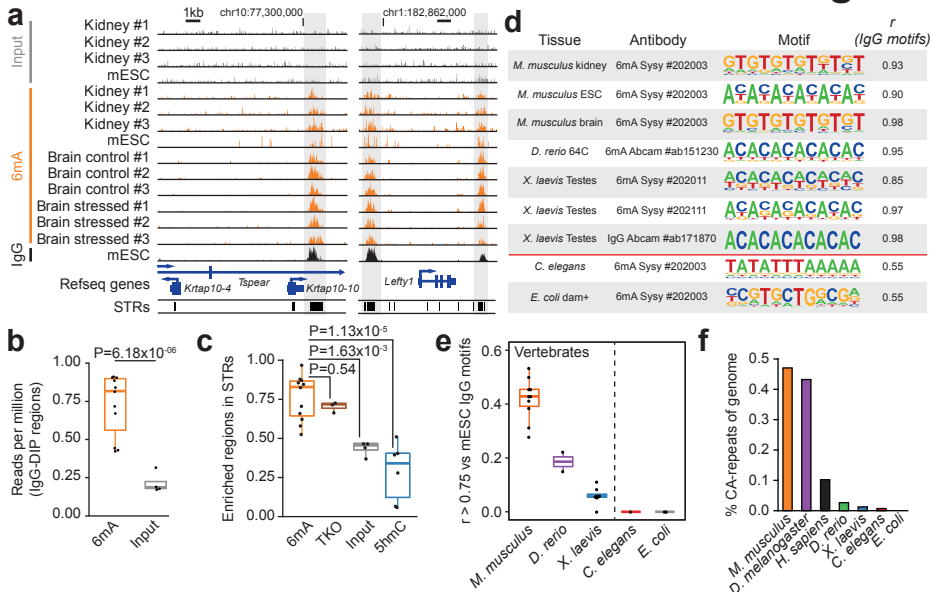 a
1kb
chr10:77,300,000
chr1:182,862,000
Input
Kidney #1
Kidney #2
Kidney #3
mESC
6mA
Kidney #1
Kidney #2
Kidney #3
mESC
Brain control #1
Brain control #2
Brain control #3
Brain stressed #1
Brain stressed #2
Brain stressed #3
IgG
mESC
Refseq genes
Krtap10-4
Tspear
Krtap10-10
Lefty1
STRs
d
r
Tissue Antibody Motif (IgG motifs)
M. musculus kidney 6mA Sysy #202003 GTGTGTGTGTGT 0.93
M. musculus ESC 6mA Sysy #202003 ACACACACACAC 0.90
M. musculus brain 6mA Sysy #202003 GTGTGTGTGTGT 0.98
D. rerio 64C 6mA Abcam #ab151230 ACACACACACAC 0.95
X. laevis Testes 6mA Sysy #202011 ACACACACACAC 0.85
X. laevis Testes 6mA Sysy #202111 ACACACACACAC 0.97
X. laevis Testes IgG Abcam #ab171870 ACACACACACAC 0.98
C. elegans 6mA Sysy #202003 TATATTTAAAAA 0.55
E. coli dam+ 6mA Sysy #202003 CCGTGCTGGCGA 0.55
b
P=6.18x10-06
Reads per million
(IgG-DIP regions)
1.00
0.75
0.50
0.25
0.00
6mA
Input
c
P=1.13x10-5
P=1.63x10-3
P=0.54
Enriched regions in STRs
1.00
0.75
0.50
0.25
0.00
6mA
TKO
Input
5hmC
e
Vertebrates
r > 0.75 vs mESC IgG motifs
0.6
0.4
0.2
0.0
M. musculus
D. rerio
X. laevis
C. elegans
E. coli
f
% CA-repeats of genome
0.5
0.4
0.3
0.2
0.1
0.0
M. musculus
D. melanogaster
H. sapiens
D. rerio
X. laevis
C. elegans
E. coli